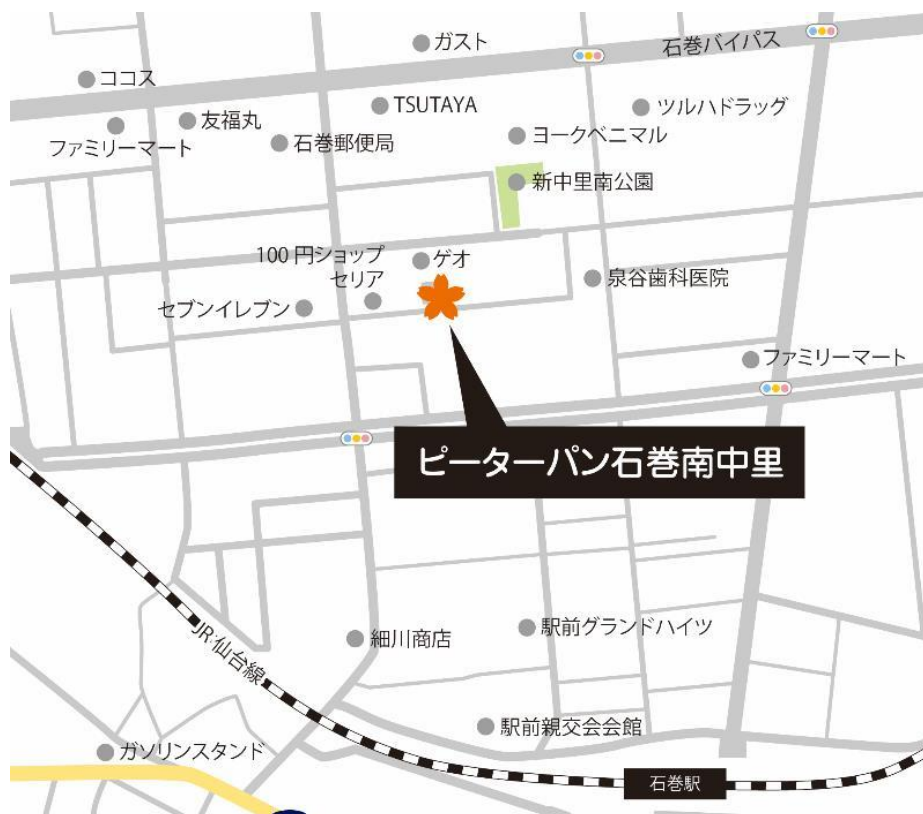 ガスト
石巻バイパス
ココス
TSUTAYA
ツルハドラッグ
友福丸
ファミリーマート
石巻郵便局
ヨークベニマル
新中里南公園
100円ショップ
セリア
ゲオ
泉谷歯科医院
セブンイレブン
ファミリーマート
ピーターパン石巻南中里
JR仙台線
細川商店
駅前グランドハイツ
駅前親交会会館
ガソリンスタンド
石巻駅